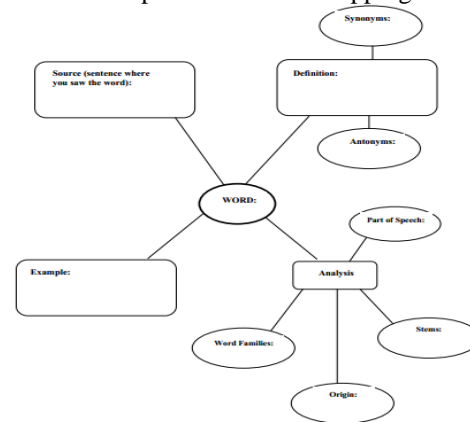 Synonyms:
Source (sentence where
you saw the word):
Definition:
Antonyms:
WORD:
Part of Speech:
Example:
Analysis
Word Families:
Stems:
Origin: